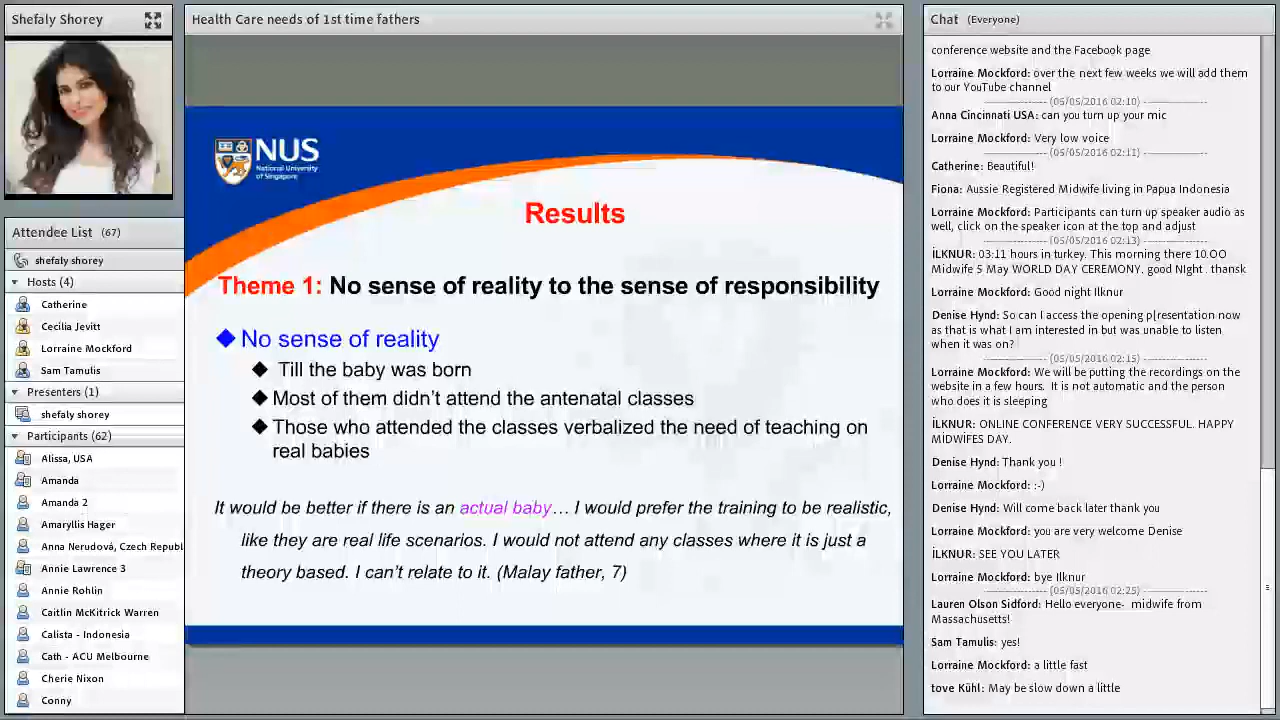 Shefaly Shorey
Attendee List (67)
shefaly shorey
Hosts (4)
Catherine
Cecilia Jevitt
Lorraine Mockford
Sam Tamulis
Presenters (1)
shefaly shorey
Participants (62)
Alissa, USA
Amanda
Amanda 2
Amaryllis Hager
Anna Nerudová, Czech Republ
Annie Lawrence 3
Annie Rohlin
Caitlin McKitrick Warren
Calista - Indonesia
Cath - ACU Melbourne
Cherie Nixon
Conny
Health Care needs of 1st time fathers
NUS
National University
of Singapore
Results
Theme 1: No sense of reality to the sense of responsibility
No sense of reality
Till the baby was born
Most of them didn't attend the antenatal classes
Those who attended the classes verbalized the need of teaching on
real babies
It would be better if there is an actual baby… I would prefer the training to be realistic,
like they are real life scenarios. I would not attend any classes where it is just a
theory based. I can't relate to it. (Malay father, 7)
Chat (Everyone)
conference website and the Facebook page
Lorraine Mockford: over the next few weeks we will add them
to our YouTube channel
------------------ (05/05/2016 02:10) ------------------
Anna Cincinnati USA: can you turn up your mic
Lorraine Mockford: Very low voice
------------------ (05/05/2016 02:11) ------------------
Catherine: Beautiful!
Fiona: Aussie Registered Midwife living in Papua Indonesia
Lorraine Mockford: Participants can turn up speaker audio as
well, click on the speaker icon at the top and adjust
------------------ (05/05/2016 02:13) ------------------
İLKNUR: 03:11 hours in turkey. This morning there 10.OO
Midwife 5 May WORLD DAY CEREMONY. good NIght . thansk
Lorraine Mockford: Good night Ilknur
Denise Hynd: So can I access the opening p[resentation now
as that is what I am interested in but was unable to listen
when it was on?
------------------ (05/05/2016 02:15) ------------------
Lorraine Mockford: We will be putting the recordings on the
website in a few hours. It is not automatic and the person
who does it is sleeping
İLKNUR: ONLINE CONFERENCE VERY SUCCESSFUL. HAPPY
MİDWİFES DAY.
Denise Hynd: Thank you !
Lorraine Mockford: :-)
Denise Hynd: Will come back later thank you
Lorraine Mockford: you are very welcome Denise
İLKNUR: SEE YOU LATER
Lorraine Mockford: bye Ilknur
------------------ (05/05/2016 02:25) ------------------
Lauren Olson Sidford: Hello everyone- midwife from
Massachusetts!
Sam Tamulis: yes!
Lorraine Mockford: a little fast
tove Kühl: May be slow down a little